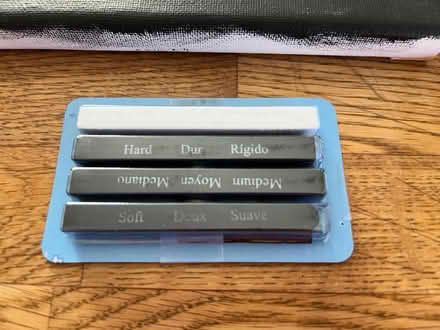 Hard Dur Rígido
Medium Moyen Mediano
Soft Doux Suave